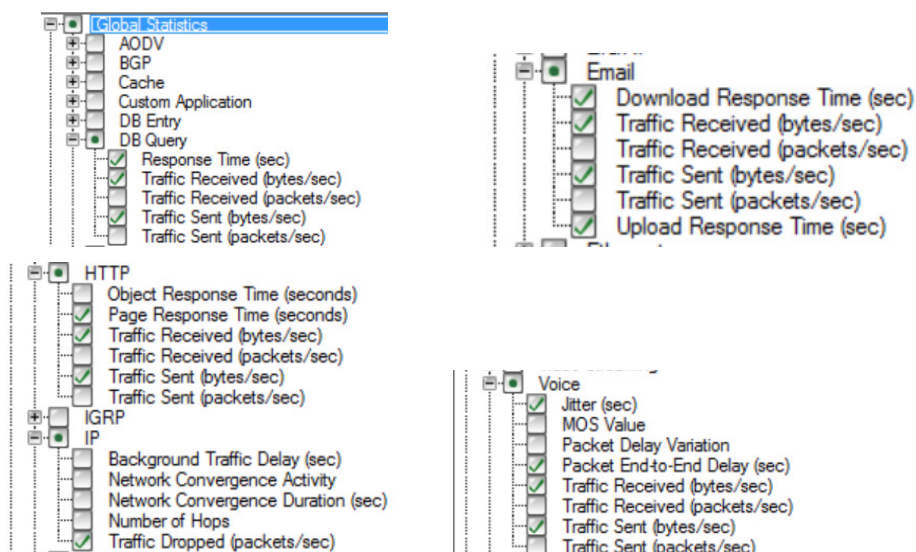 Global Statistics
AODV
BGP
Cache
Custom Application
DB Entry
DB Query
Response Time (sec)
Traffic Received (bytes/sec)
Traffic Received (packets/sec)
Traffic Sent (bytes/sec)
Traffic Sent (packets/sec)
Email
Download Response Time (sec)
Traffic Received (bytes/sec)
Traffic Received (packets/sec)
Traffic Sent (bytes/sec)
Traffic Sent (packets/sec)
Upload Response Time (sec)
HTTP
Object Response Time (seconds)
Page Response Time (seconds)
Traffic Received (bytes/sec)
Traffic Received (packets/sec)
Traffic Sent (bytes/sec)
Traffic Sent (packets/sec)
IGRP
IP
Background Traffic Delay (sec)
Network Convergence Activity
Network Convergence Duration (sec)
Number of Hops
Traffic Dropped (packets/sec)
Voice
Jitter (sec)
MOS Value
Packet Delay Variation
Packet End-to-End Delay (sec)
Traffic Received (bytes/sec)
Traffic Received (packets/sec)
Traffic Sent (bytes/sec)
Traffic Sent (packets/sec)